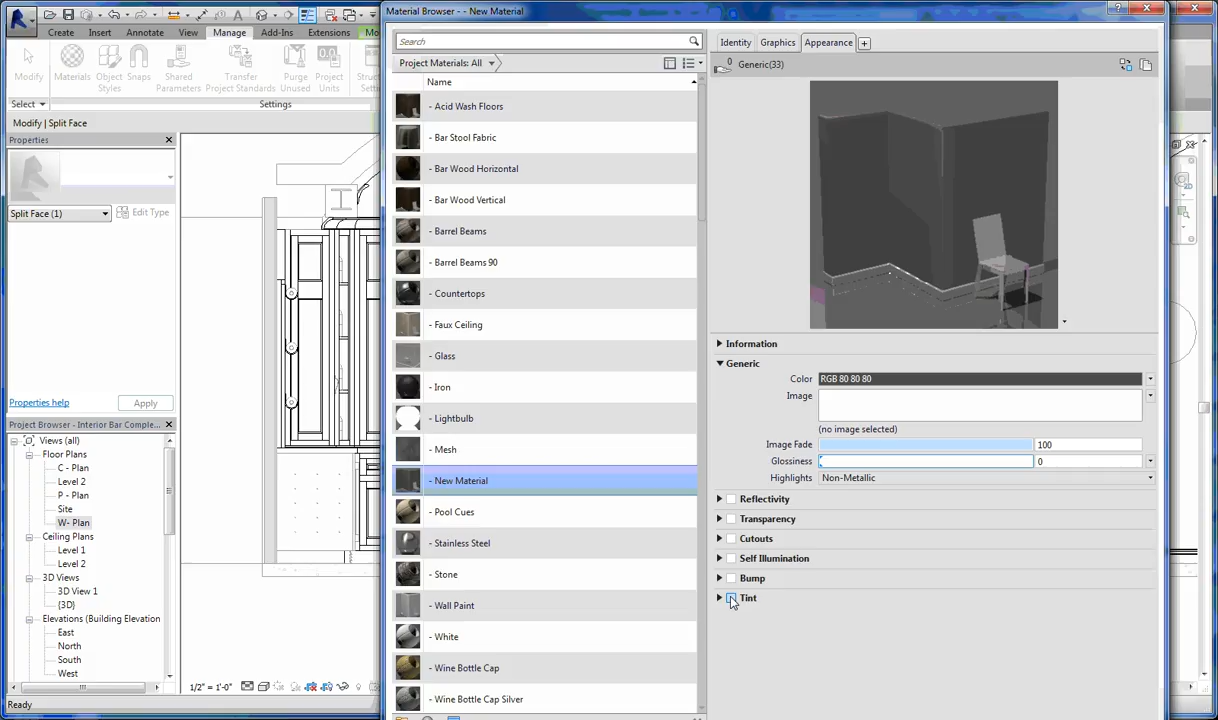 Material Browser - - New Material
?
Create
Insert
Annotate
View
Manage
Add-Ins
Extensions
Modify
Materials
Object
Styles
Snaps
Shared
Parameters
Transfer
Project Standards
Purge
Unused
Project
Units
Select
Settings
Modify | Split Face
Properties
Split Face (1)
Edit Type
Properties help
Apply
Project Browser - Interior Bar Comple...
Views (all)
Floor Plans
C - Plan
Level 2
P - Plan
Site
W- Plan
Ceiling Plans
Level 1
Level 2
3D Views
3D View 1
{3D}
Elevations (Building Elevation
East
North
South
West
1/2" = 1'-0"
Ready
Search
Project Materials: All
Name
- Acid Wash Floors
- Bar Stool Fabric
- Bar Wood Horizontal
- Bar Wood Vertical
- Barrel Beams
- Barrel Beams 90
- Countertops
- Faux Ceiling
- Glass
- Iron
- Lightbulb
- Mesh
- New Material
- Pool Cues
- Stainless Steel
- Stone
- Wall Paint
- White
- Wine Bottle Cap
- Wine Bottle Cap Silver
Identity
Graphics
Appearance
+
0
Generic(33)
Information
Generic
Color RGB 80 80 80
Image
(no image selected)
Image Fade 100
Glossiness 0
Highlights Non-Metallic
Reflectivity
Transparency
Cutouts
Self Illumination
Bump
Tint